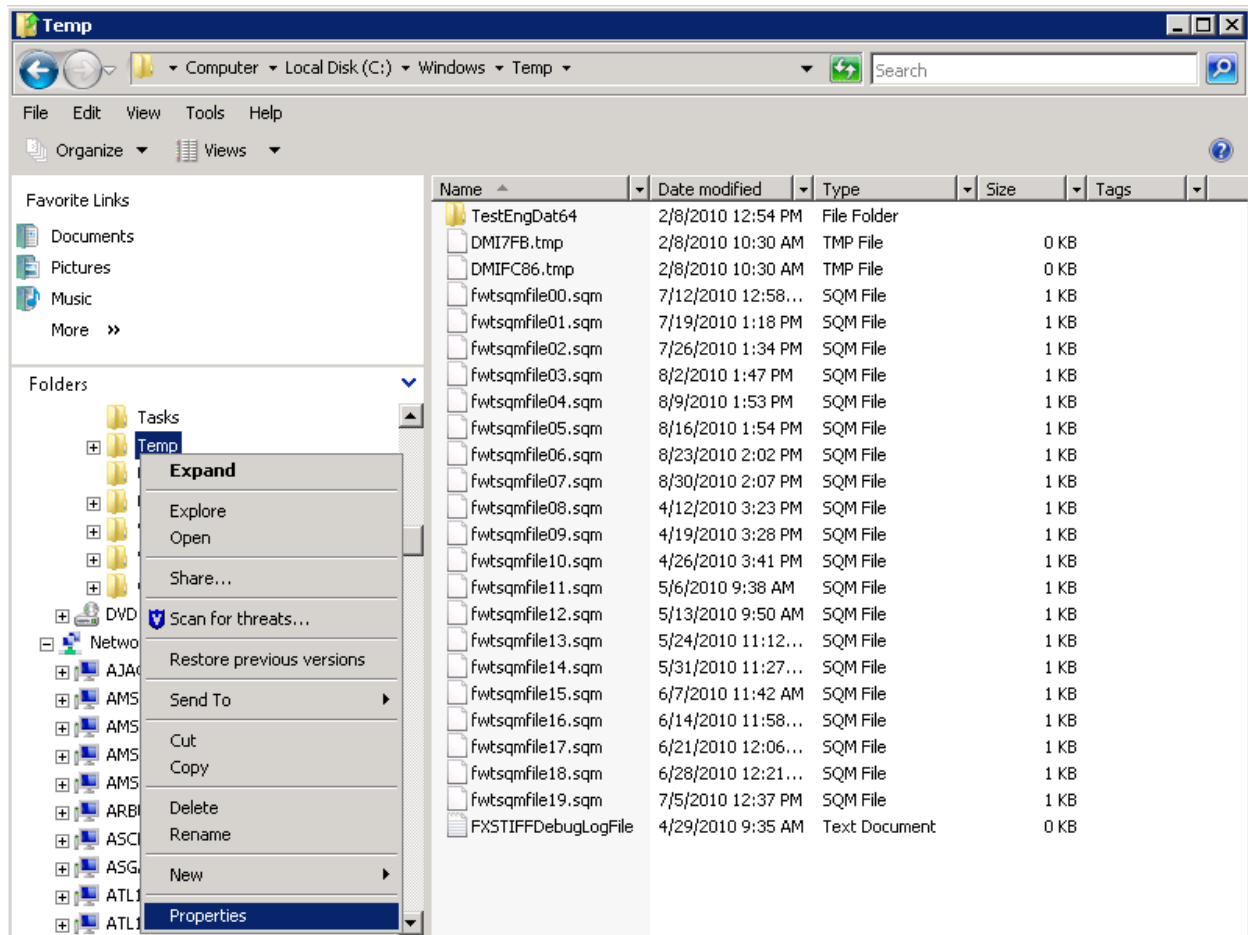 Temp
Computer Local Disk (C:) Windows Temp Search
File Edit View Tools Help
Organize Views
Favorite Links
Documents
Pictures
Music
More »
Folders
Tasks
Temp
Expand
Explore
Open
Share...
Scan for threats...
Restore previous versions
Send To
Cut
Copy
Delete
Rename
New
Properties
DVD
AMS
AMS
AMS
AMS
Name Date modified Type Size Tags
TestEngDat64 2/8/2010 12:54 PM File Folder
DMI7FB.tmp 2/8/2010 10:30 AM TMP File 0 KB
DMIFC86.tmp 2/8/2010 10:30 AM TMP File 0 KB
fwtsqmfile00.sqm 7/12/2010 12:58... SQM File 1 KB
fwtsqmfile01.sqm 7/19/2010 1:18 PM SQM File 1 KB
fwtsqmfile02.sqm 7/26/2010 1:34 PM SQM File 1 KB
fwtsqmfile03.sqm 8/2/2010 1:47 PM SQM File 1 KB
fwtsqmfile04.sqm 8/9/2010 1:53 PM SQM File 1 KB
fwtsqmfile05.sqm 8/16/2010 1:54 PM SQM File 1 KB
fwtsqmfile06.sqm 8/23/2010 2:02 PM SQM File 1 KB
fwtsqmfile07.sqm 8/30/2010 2:07 PM SQM File 1 KB
fwtsqmfile08.sqm 4/12/2010 3:23 PM SQM File 1 KB
fwtsqmfile09.sqm 4/19/2010 3:28 PM SQM File 1 KB
fwtsqmfile10.sqm 4/26/2010 3:41 PM SQM File 1 KB
fwtsqmfile11.sqm 5/6/2010 9:38 AM SQM File 1 KB
fwtsqmfile12.sqm 5/13/2010 9:50 AM SQM File 1 KB
fwtsqmfile13.sqm 5/24/2010 11:12... SQM File 1 KB
fwtsqmfile14.sqm 5/31/2010 11:27... SQM File 1 KB
fwtsqmfile15.sqm 6/7/2010 11:42 AM SQM File 1 KB
fwtsqmfile16.sqm 6/14/2010 11:58... SQM File 1 KB
fwtsqmfile17.sqm 6/21/2010 12:06... SQM File 1 KB
fwtsqmfile18.sqm 6/28/2010 12:21... SQM File 1 KB
fwtsqmfile19.sqm 7/5/2010 12:37 PM SQM File 1 KB
FXSTIFFDebugLogFile 4/29/2010 9:35 AM Text Document 0 KB